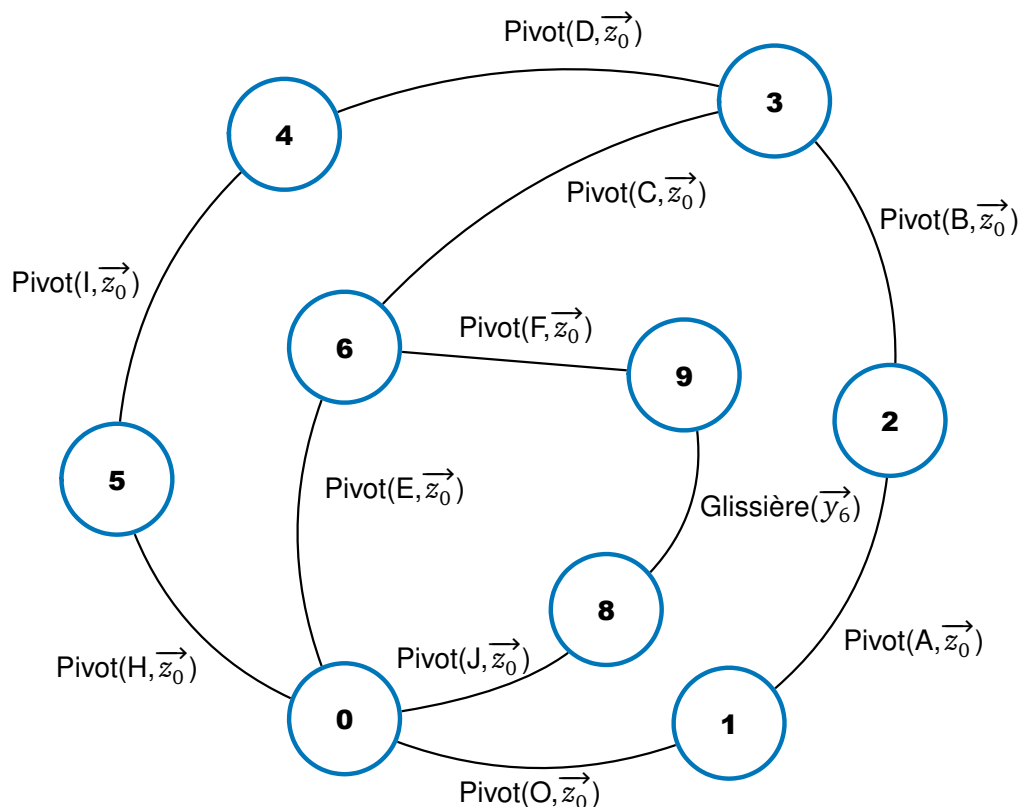 Pivot(D, $\overrightarrow{z_0}$)
3
4
Pivot(C, $\overrightarrow{z_0}$)
Pivot(B, $\overrightarrow{z_0}$)
Pivot(I, $\overrightarrow{z_0}$)
Pivot(F, $\overrightarrow{z_0}$)
6
9
2
5
Pivot(E, $\overrightarrow{z_0}$)
Glissière($\overrightarrow{y_6}$)
8
Pivot(A, $\overrightarrow{z_0}$)
Pivot(H, $\overrightarrow{z_0}$)
Pivot(J, $\overrightarrow{z_0}$)
0
1
Pivot(O, $\overrightarrow{z_0}$)